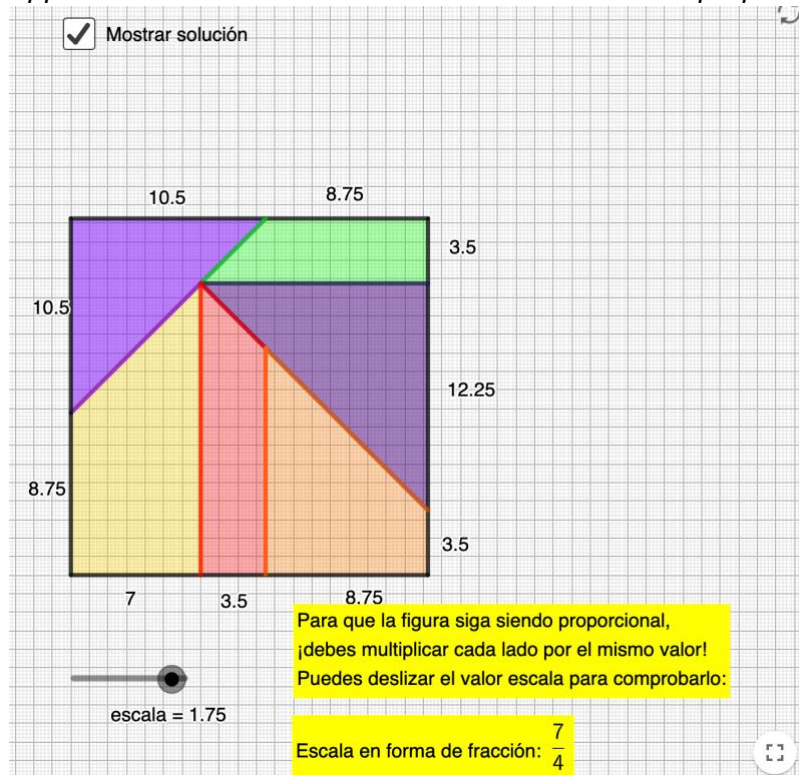 Mostrar solución
10.5
8.75
3.5
10.5
12.25
8.75
3.5
7
3.5
8.75
Para que la figura siga siendo proporcional,
¡debes multiplicar cada lado por el mismo valor!
Puedes deslizar el valor escala para comprobarlo:
escala = 1.75
Escala en forma de fracción: 7/4